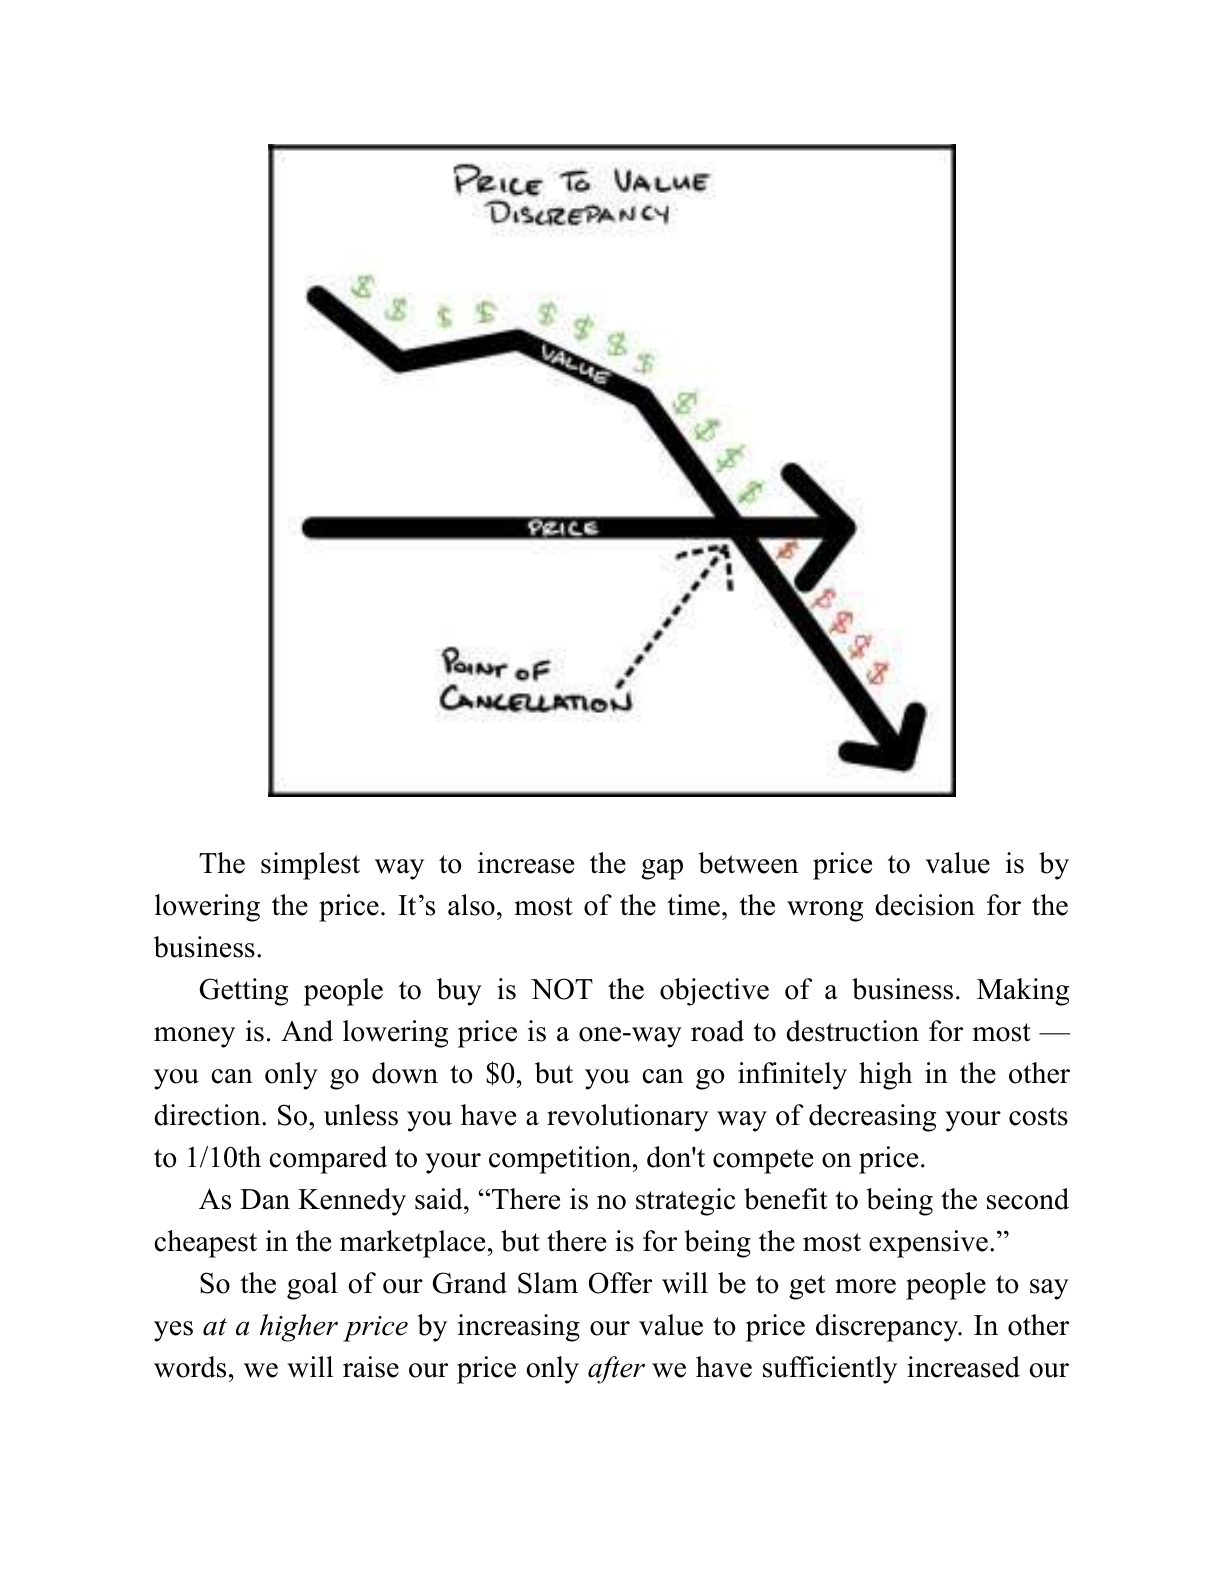 PRICE TO VALUE
DISCREPANCY
$ $ $ $ $ $ $ $
VALUE
$ $ $ $
PRICE
$
$ $ $ $
POINT OF
CANCELLATION
The simplest way to increase the gap between price to value is by
lowering the price. It’s also, most of the time, the wrong decision for the
business.
Getting people to buy is NOT the objective of a business. Making
money is. And lowering price is a one-way road to destruction for most —
you can only go down to $0, but you can go infinitely high in the other
direction. So, unless you have a revolutionary way of decreasing your costs
to 1/10th compared to your competition, don't compete on price.
As Dan Kennedy said, “There is no strategic benefit to being the second
cheapest in the marketplace, but there is for being the most expensive.”
So the goal of our Grand Slam Offer will be to get more people to say
yes at a higher price by increasing our value to price discrepancy. In other
words, we will raise our price only after we have sufficiently increased our